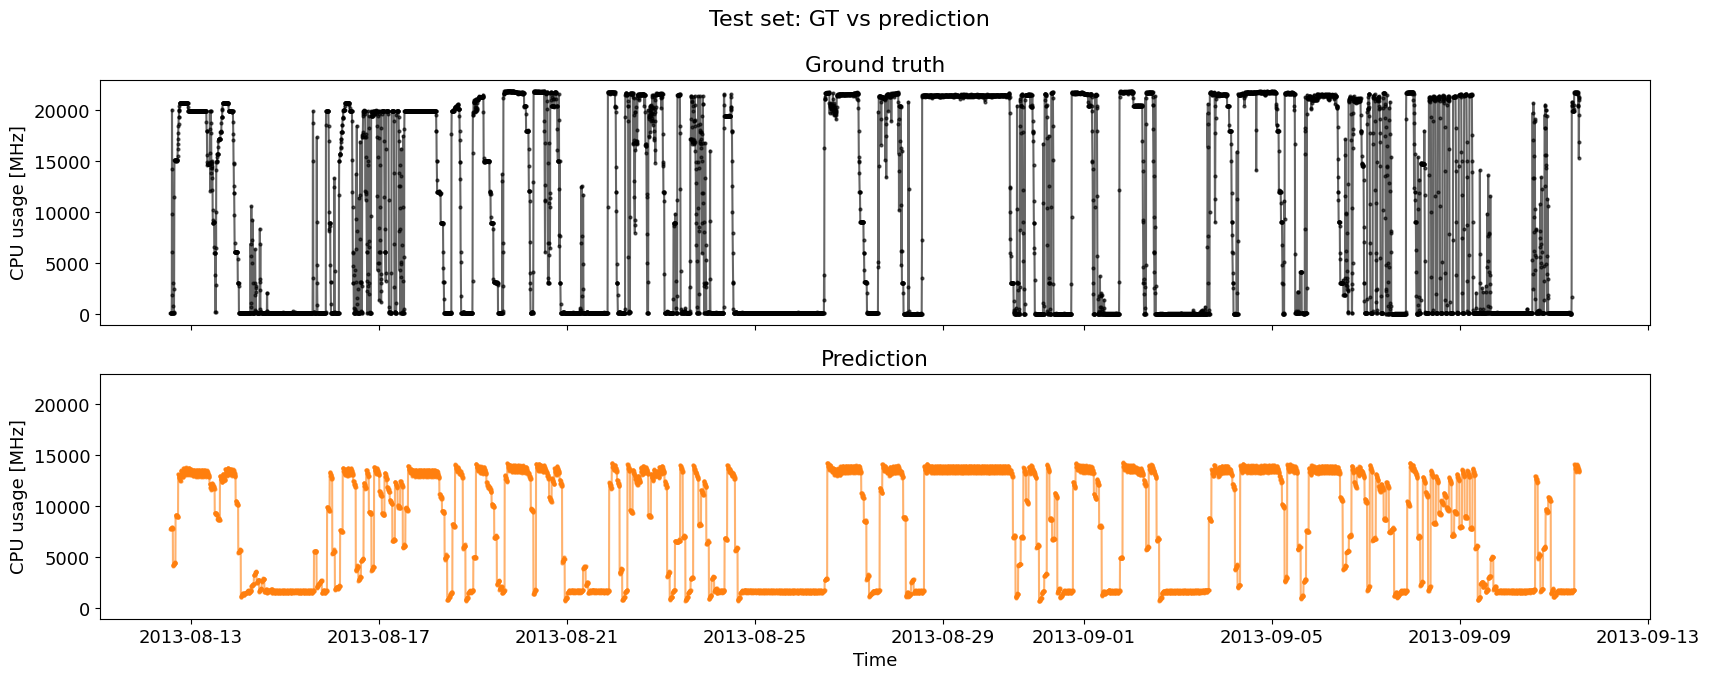 Test set: GT vs prediction
Ground truth
CPU usage [MHz]
20000
15000
10000
5000
0
Prediction
CPU usage [MHz]
20000
15000
10000
5000
0
2013-08-13 2013-08-17 2013-08-21 2013-08-25 2013-08-29 2013-09-01 2013-09-05 2013-09-09 2013-09-13
Time